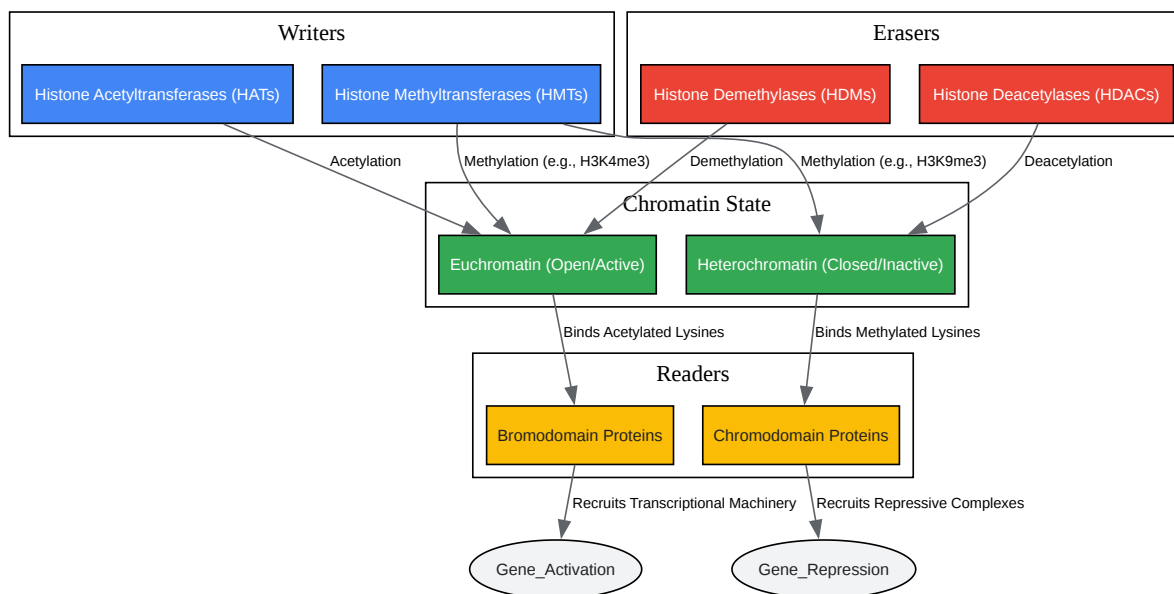 Writers
Erasers
Histone Acetyltransferases (HATs)
Histone Methyltransferases (HMTs)
Histone Demethylases (HDMs)
Histone Deacetylases (HDACs)
Acetylation
Methylation (e.g., H3K4me3)
Demethylation
Methylation (e.g., H3K9me3)
Deacetylation
Chromatin State
Euchromatin (Open/Active)
Heterochromatin (Closed/Inactive)
Binds Acetylated Lysines
Binds Methylated Lysines
Readers
Bromodomain Proteins
Chromodomain Proteins
Recruits Transcriptional Machinery
Recruits Repressive Complexes
Gene_Activation
Gene_Repression